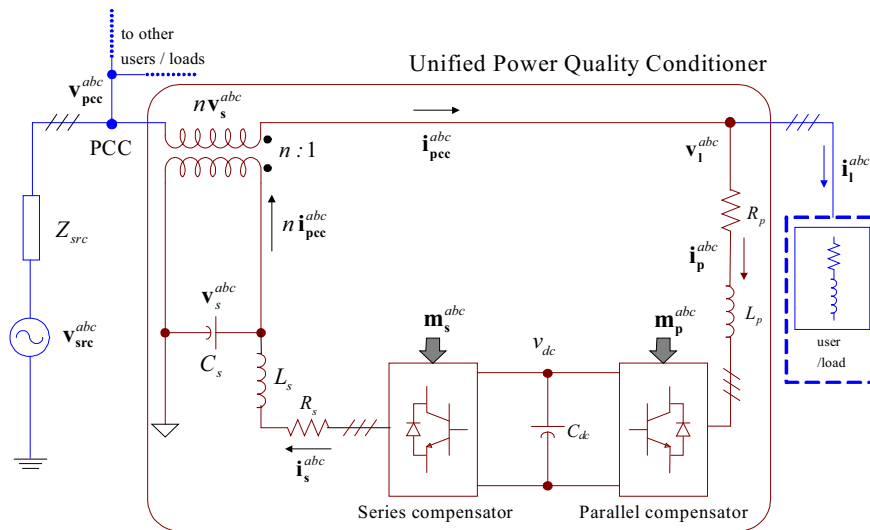 to other
users / loads
Unified Power Quality Conditioner
v_pcc^abc
nv_s^abc
PCC
n : 1
i_pcc^abc
v_l^abc
i_l^abc
Z_src
n i_pcc^abc
R_p
i_p^abc
v_s^abc
m_s^abc
m_p^abc
L_p
v_src^abc
C_s
L_s
v_dc
user
/load
R_s
C_dc
i_s^abc
Series compensator
Parallel compensator